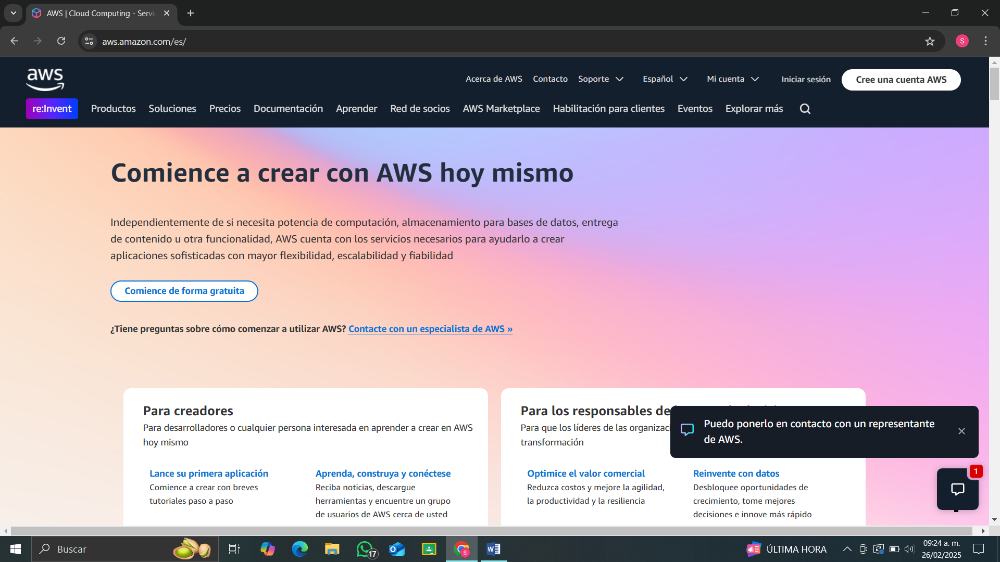 AWS | Cloud Computing - Servi
aws.amazon.com/es/
S
aws
Acerca de AWS Contacto Soporte Español Mi cuenta Iniciar sesión Cree una cuenta AWS
re:Invent Productos Soluciones Precios Documentación Aprender Red de socios AWS Marketplace Habilitación para clientes Eventos Explorar más
Comience a crear con AWS hoy mismo
Independientemente de si necesita potencia de computación, almacenamiento para bases de datos, entrega
de contenido u otra funcionalidad, AWS cuenta con los servicios necesarios para ayudarlo a crear
aplicaciones sofisticadas con mayor flexibilidad, escalabilidad y fiabilidad
Comience de forma gratuita
¿Tiene preguntas sobre cómo comenzar a utilizar AWS? Contacte con un especialista de AWS »
Para creadores
Para desarrolladores o cualquier persona interesada en aprender a crear en AWS
hoy mismo
Lance su primera aplicación
Comience a crear con breves
tutoriales paso a paso
Aprenda, construya y conéctese
Reciba noticias, descargue
herramientas y encuentre un grupo
de usuarios de AWS cerca de usted
Para los responsables de
Para que los líderes de las organizaci
transformación
Optimice el valor comercial
Reduzca costos y mejore la agilidad,
la productividad y la resiliencia
Reinvente con datos
Desbloquee oportunidades de
crecimiento, tome mejores
decisiones e innove más rápido
Puedo ponerlo en contacto con un representante
de AWS.
1
Buscar
17
ÚLTIMA HORA
09:24 a. m.
26/02/2025